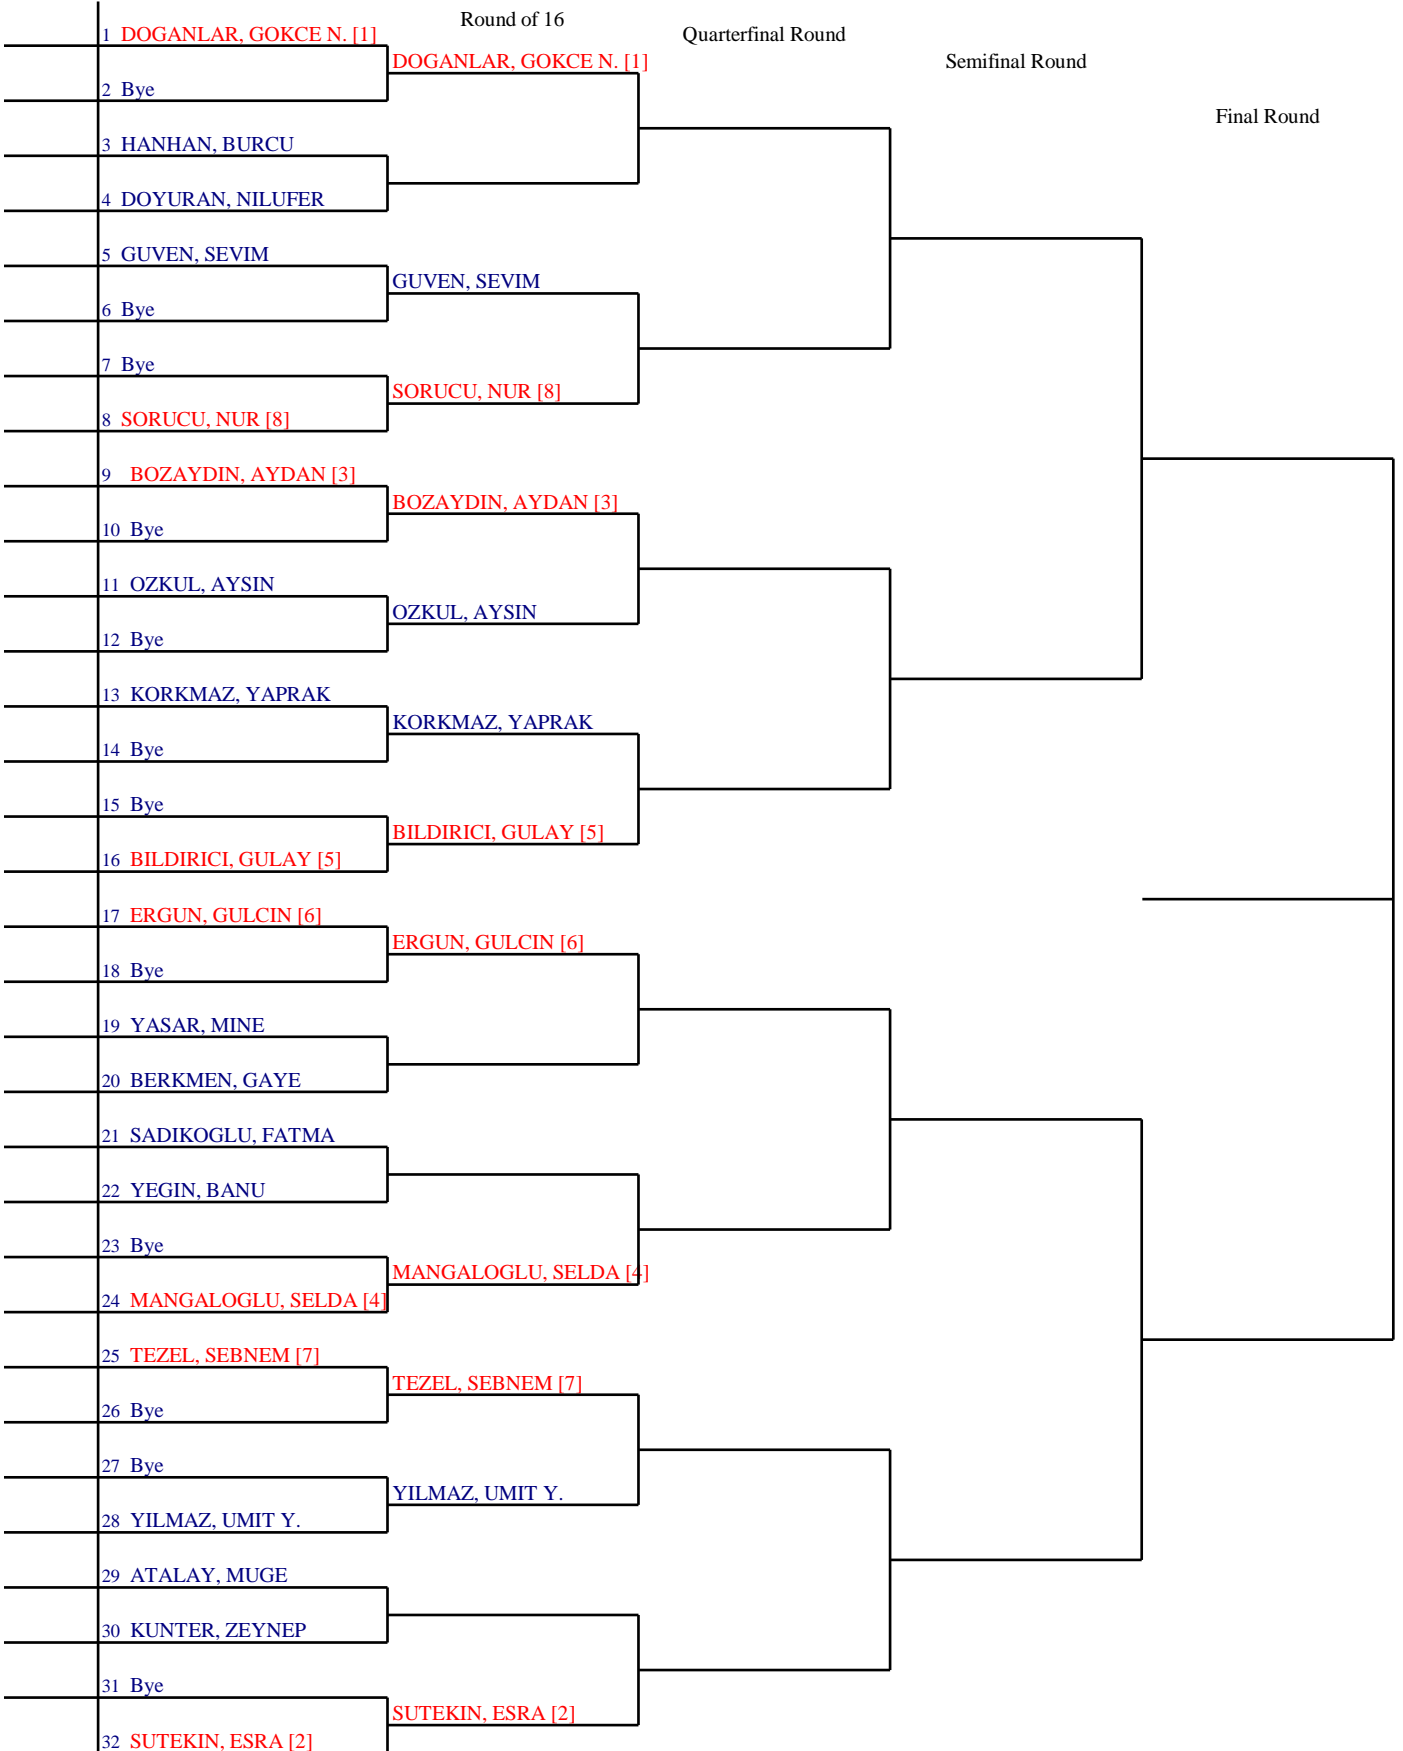 Round of 16
Quarterfinal Round
Semifinal Round
Final Round
1 DOGANLAR, GOKCE N. [1]
DOGANLAR, GOKCE N. [1]
2 Bye
3 HANHAN, BURCU
4 DOYURAN, NILUFER
5 GUVEN, SEVIM
GUVEN, SEVIM
6 Bye
7 Bye
SORUCU, NUR [8]
8 SORUCU, NUR [8]
9 BOZAYDIN, AYDAN [3]
BOZAYDIN, AYDAN [3]
10 Bye
11 OZKUL, AYSIN
OZKUL, AYSIN
12 Bye
13 KORKMAZ, YAPRAK
KORKMAZ, YAPRAK
14 Bye
15 Bye
BILDIRICI, GULAY [5]
16 BILDIRICI, GULAY [5]
17 ERGUN, GULCIN [6]
ERGUN, GULCIN [6]
18 Bye
19 YASAR, MINE
20 BERKMEN, GAYE
21 SADIKOGLU, FATMA
22 YEGIN, BANU
23 Bye
MANGALOGLU, SELDA [4]
24 MANGALOGLU, SELDA [4]
25 TEZEL, SEBNEM [7]
TEZEL, SEBNEM [7]
26 Bye
27 Bye
YILMAZ, UMIT Y.
28 YILMAZ, UMIT Y.
29 ATALAY, MUGE
30 KUNTER, ZEYNEP
31 Bye
SUTEKIN, ESRA [2]
32 SUTEKIN, ESRA [2]